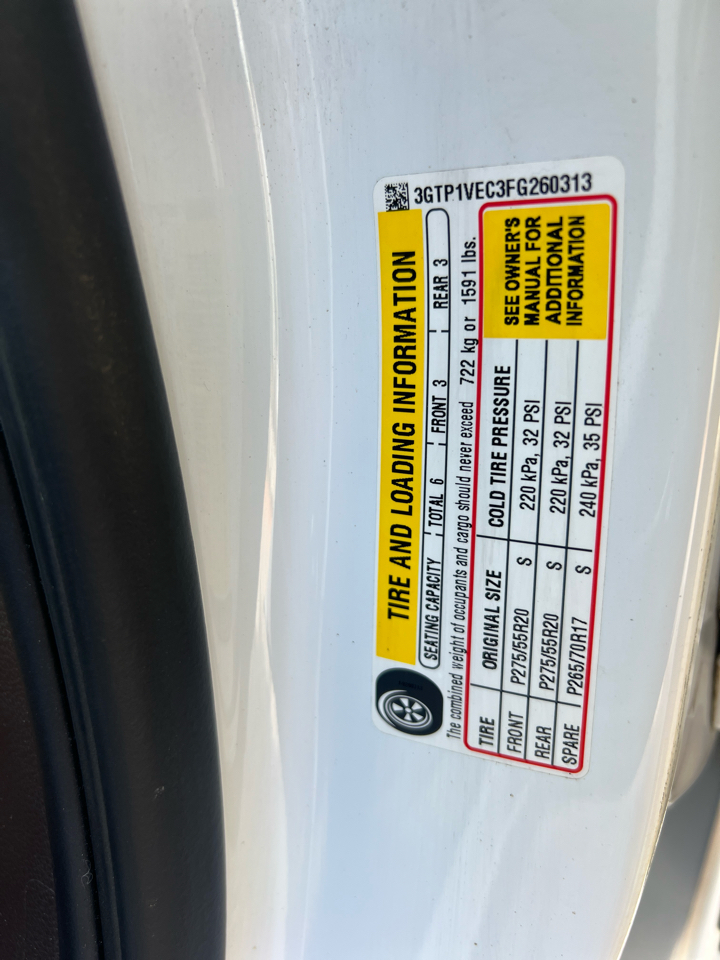 3GTP1VEC3FG260313
TIRE AND LOADING INFORMATION
SEATING CAPACITY TOTAL 6 FRONT 3 REAR 3
The combined weight of occupants and cargo should never exceed 722 kg or 1591 lbs.
TIRE ORIGINAL SIZE COLD TIRE PRESSURE
FRONT P275/55R20 S 220 kPa, 32 PSI
REAR P275/55R20 S 220 kPa, 32 PSI
SPARE P265/70R17 S 240 kPa, 35 PSI
SEE OWNER'S
MANUAL FOR
ADDITIONAL
INFORMATION